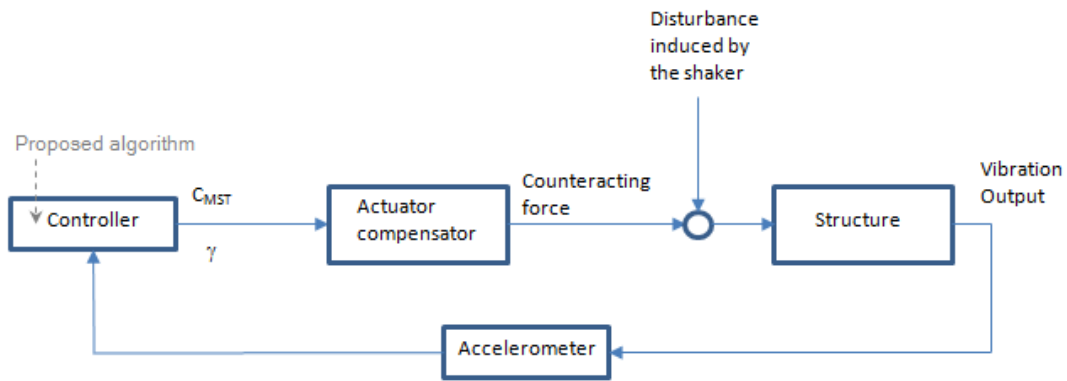 Disturbance
induced by
the shaker
Proposed algorithm
Controller
CMST
γ
Actuator
compensator
Counteracting
force
Structure
Vibration
Output
Accelerometer